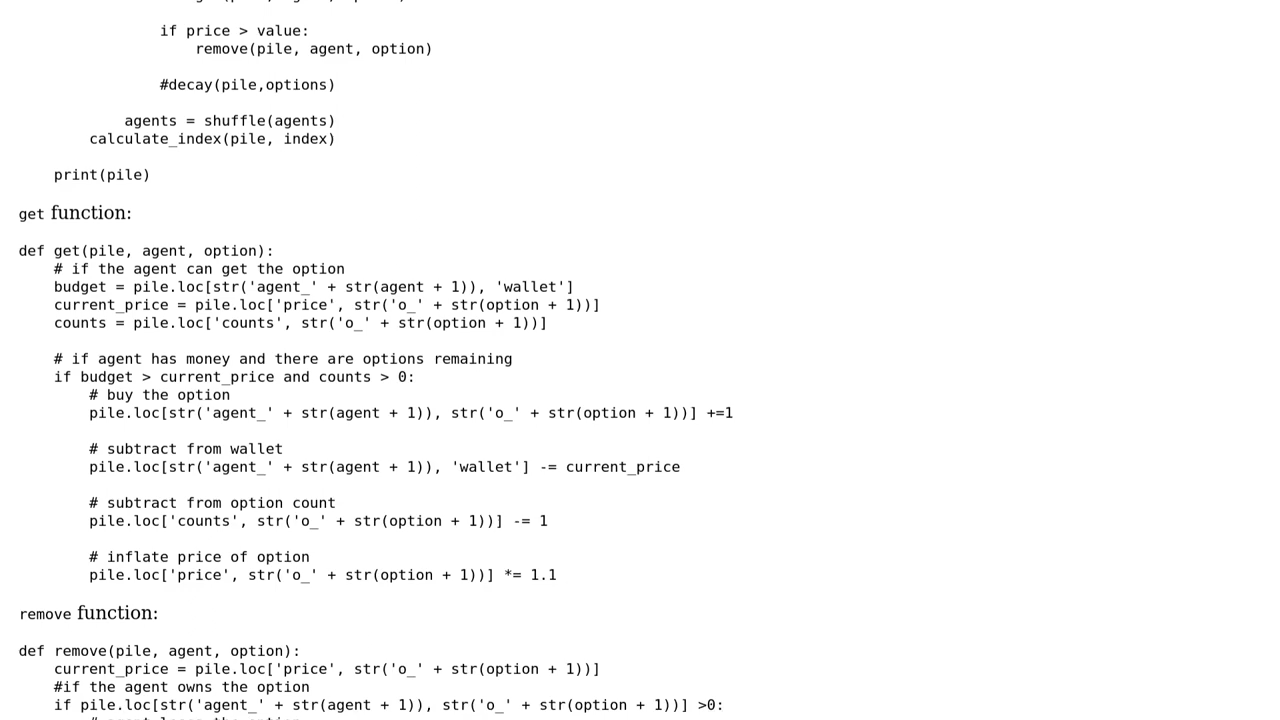 if price > value:
remove(pile, agent, option)
#decay(pile,options)
agents = shuffle(agents)
calculate_index(pile, index)
print(pile)
get function:
def get(pile, agent, option):
# if the agent can get the option
budget = pile.loc[str('agent_' + str(agent + 1)), 'wallet']
current_price = pile.loc['price', str('o_' + str(option + 1))]
counts = pile.loc['counts', str('o_' + str(option + 1))]
# if agent has money and there are options remaining
if budget > current_price and counts > 0:
# buy the option
pile.loc[str('agent_' + str(agent + 1)), str('o_' + str(option + 1))] +=1
# subtract from wallet
pile.loc[str('agent_' + str(agent + 1)), 'wallet'] -= current_price
# subtract from option count
pile.loc['counts', str('o_' + str(option + 1))] -= 1
# inflate price of option
pile.loc['price', str('o_' + str(option + 1))] *= 1.1
remove function:
def remove(pile, agent, option):
current_price = pile.loc['price', str('o_' + str(option + 1))]
#if the agent owns the option
if pile.loc[str('agent_' + str(agent + 1)), str('o_' + str(option + 1))] >0: